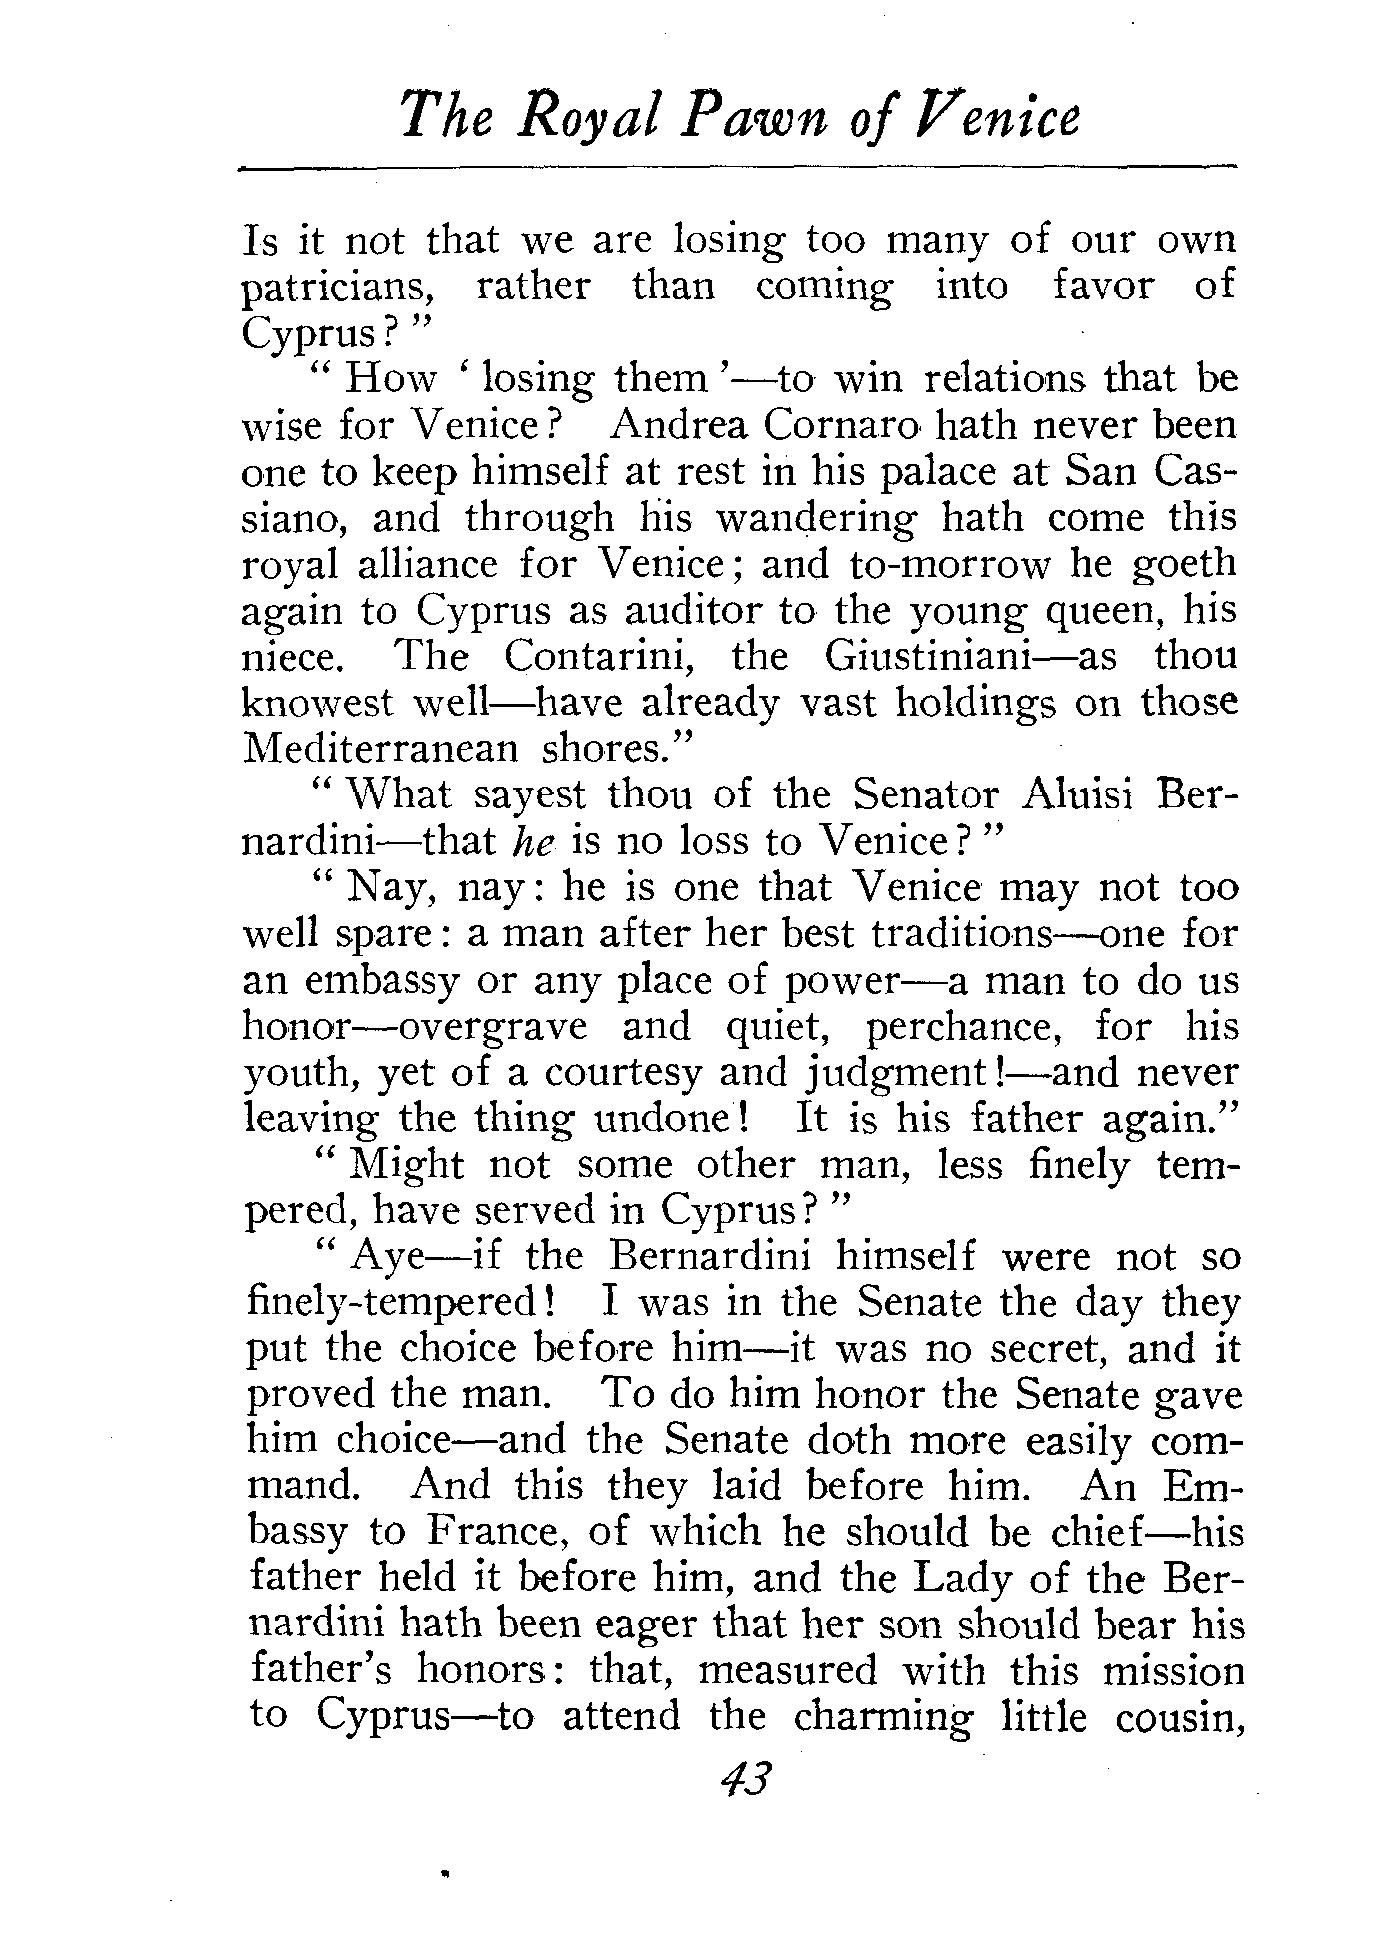 The Royal Pawn of Venice
Is it not that we are losing too many of our own
patricians, rather than coming into favor of
Cyprus? "
" How ' losing them '—to win relations that be
wise for Venice? Andrea Cornaro hath never been
one to keep himself at rest in his palace at San Cas-
siano, and through his wandering hath come this
royal alliance for Venice; and to-morrow he goeth
again to Cyprus as auditor to the young queen, his
niece. The Contarini, the Giustiniani—as thou
knowest well—have already vast holdings on those
Mediterranean shores."
" What sayest thou of the Senator Aluisi Ber-
nardini—that he is no loss to Venice? "
" Nay, nay: he is one that Venice may not too
well spare: a man after her best traditions—one for
an embassy or any place of power—a man to do us
honor—overgrave and quiet, perchance, for his
youth, yet of a courtesy and judgment!—and never
leaving the thing undone! It is his father again."
" Might not some other man, less finely tem-
pered, have served in Cyprus? "
" Aye—if the Bernardini himself were not so
finely-tempered! I was in the Senate the day they
put the choice before him—it was no secret, and it
proved the man. To do him honor the Senate gave
him choice—and the Senate doth more easily com-
mand. And this they laid before him. An Em-
bassy to France, of which he should be chief—his
father held it before him, and the Lady of the Ber-
nardini hath been eager that her son should bear his
father's honors: that, measured with this mission
to Cyprus—to attend the charming little cousin,
43